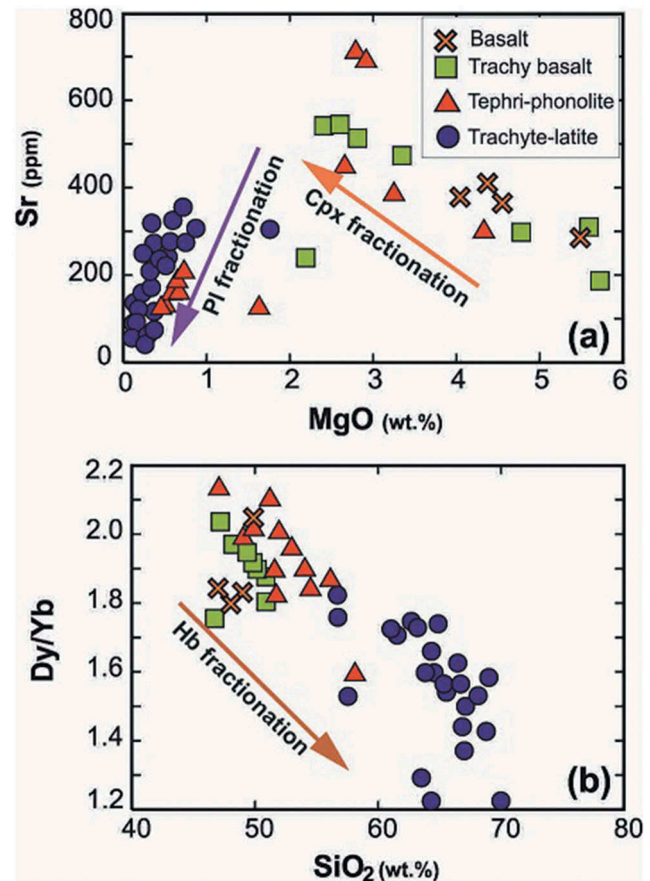 800
600
400
200
0
Sr (ppm)
Basalt
Trachy basalt
Tephri-phonolite
Trachyte-latite
Pl fractionation
Cpx fractionation
(a)
0 1 2 3 4 5 6
MgO (wt.%)
2.2
2.0
1.8
1.6
1.4
1.2
Dy/Yb
Hb fractionation
(b)
40 50 60 70 80
SiO₂ (wt.%)